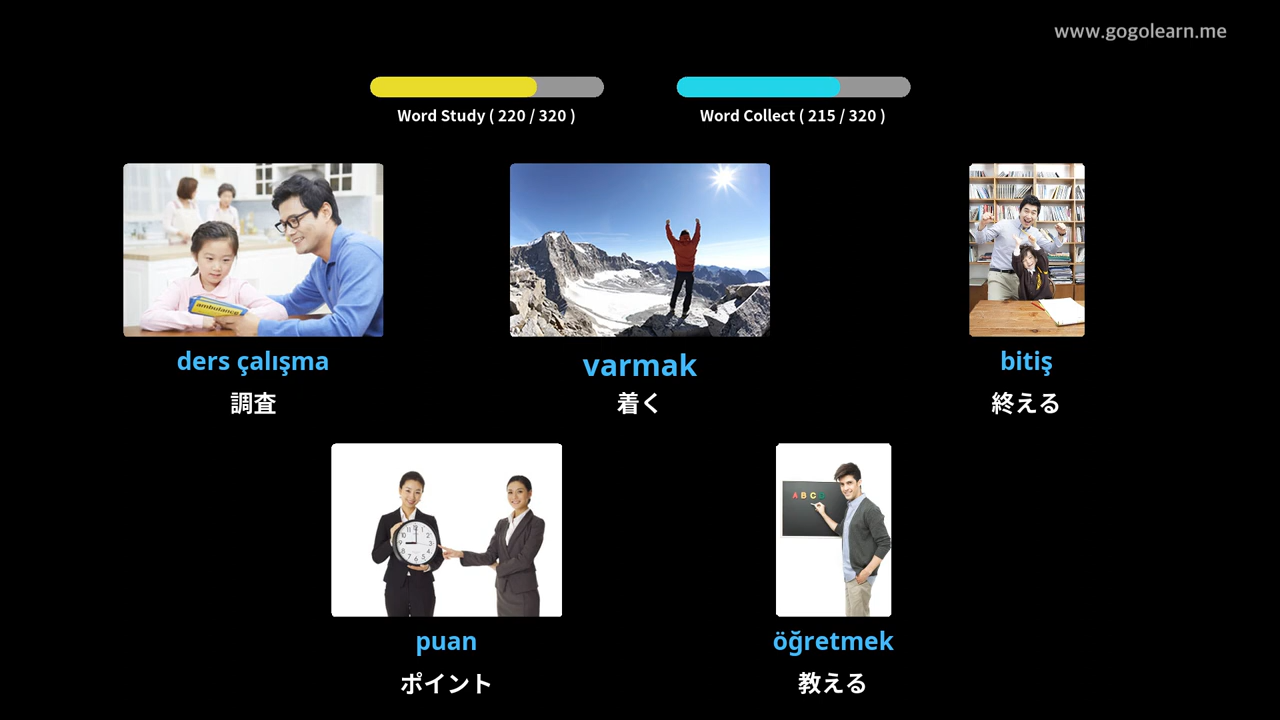 www.gogolearn.me
Word Study ( 220 / 320 )
Word Collect ( 215 / 320 )
ambulance
ders çalışma
調査
varmak
着く
bitiş
終える
A B C D
puan
ポイント
öğretmek
教える